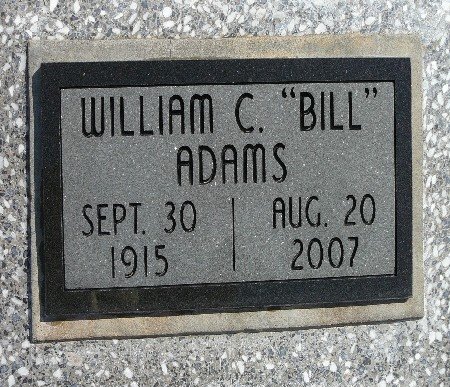 WILLIAM C. "BILL"
ADAMS
SEPT. 30
1915
AUG. 20
2007